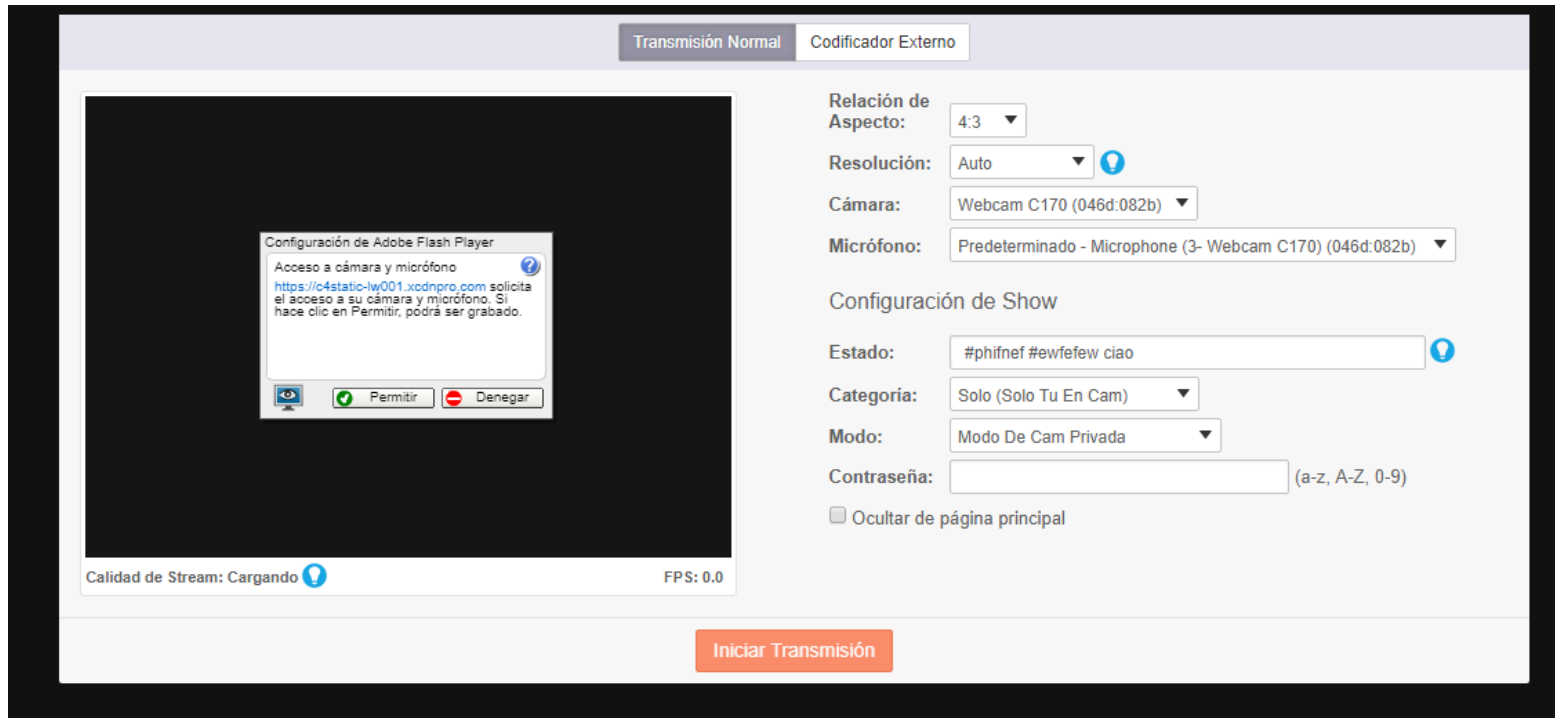 Transmisión Normal
Codificador Externo
Configuración de Adobe Flash Player
Acceso a cámara y micrófono
https://c4static-lw001.xcdnpro.com solicita
el acceso a su cámara y micrófono. Si
hace clic en Permitir, podrá ser grabado.
Permitir
Denegar
Calidad de Stream: Cargando
FPS: 0.0
Relación de
Aspecto:
4:3
Resolución:
Auto
Cámara:
Webcam C170 (046d:082b)
Micrófono:
Predeterminado - Microphone (3- Webcam C170) (046d:082b)
Configuración de Show
Estado:
#phifnef #ewfefew ciao
Categoría:
Solo (Solo Tu En Cam)
Modo:
Modo De Cam Privada
Contraseña:
(a-z, A-Z, 0-9)
Ocultar de página principal
Iniciar Transmisión